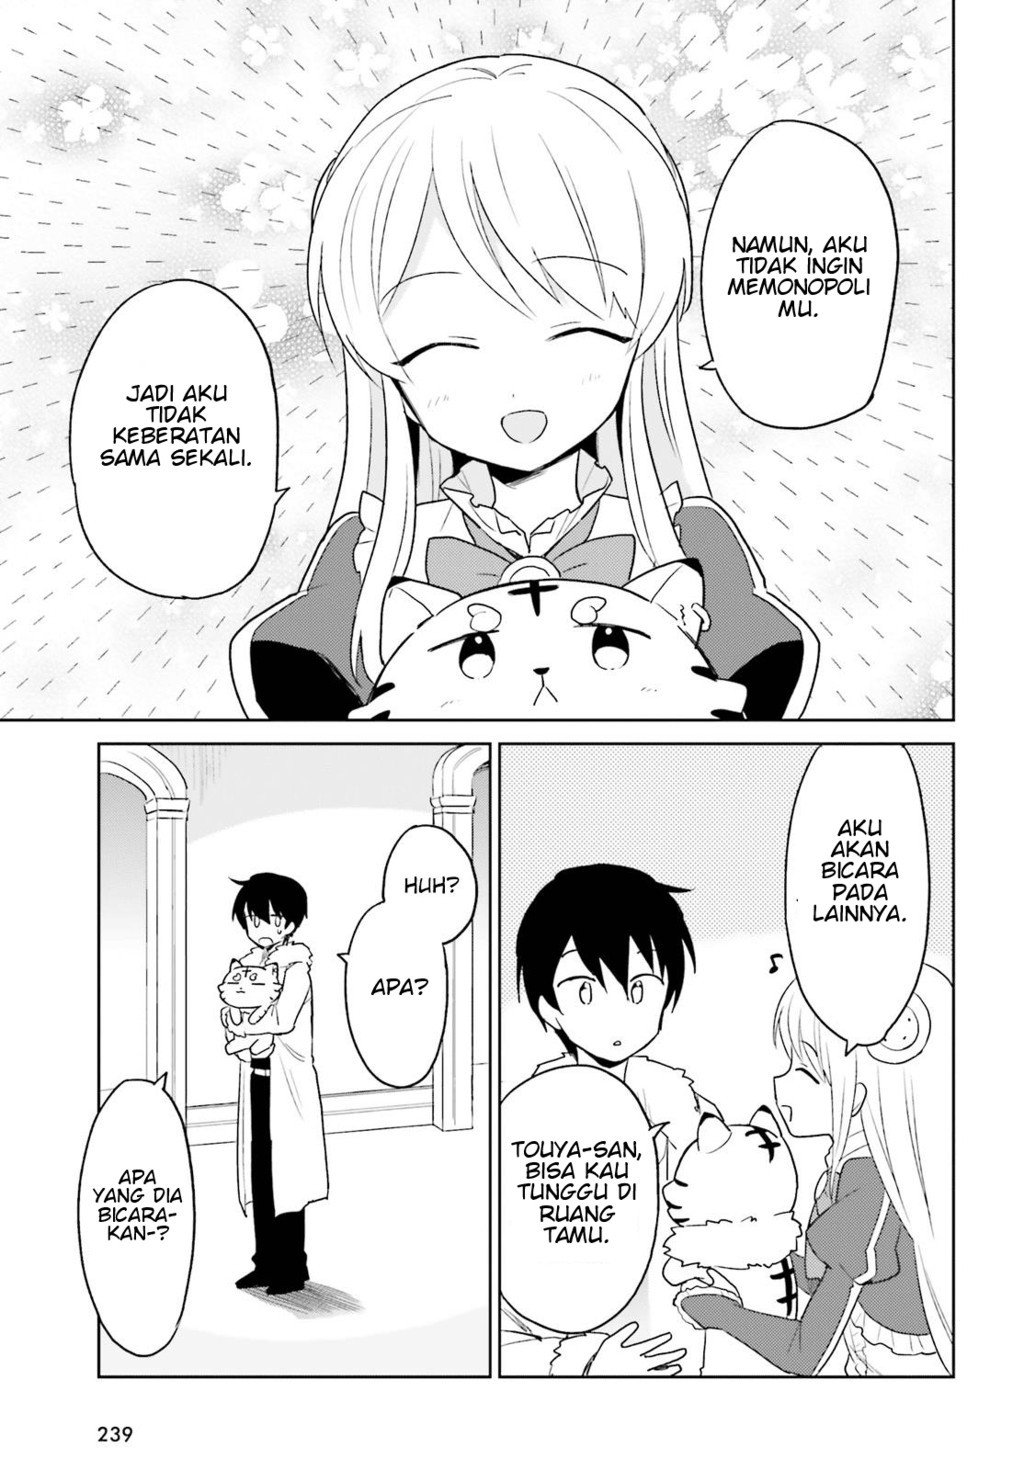 NAMUN, AKU
TIDAK INGIN
MEMONOPOLI
MU.
JADI AKU
TIDAK
KEBERATAN
SAMA SEKALI.
AKU
AKAN
BICARA
PADA
LAINNYA.
TOUYA-SAN,
BISA KAU
TUNGGU DI
RUANG
TAMU.
HUH?
APA?
APA
YANG DIA
BICARA-
KAN-?
239